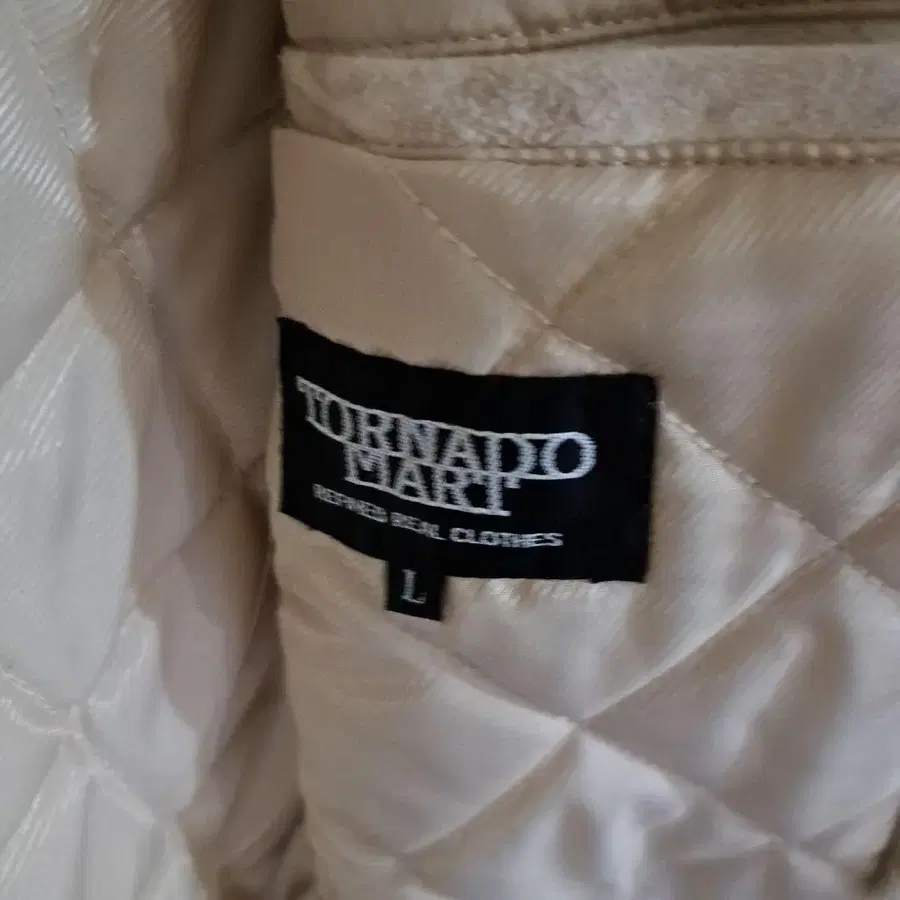 TORNADO
MART
REFINED REAL CLOTHES
L